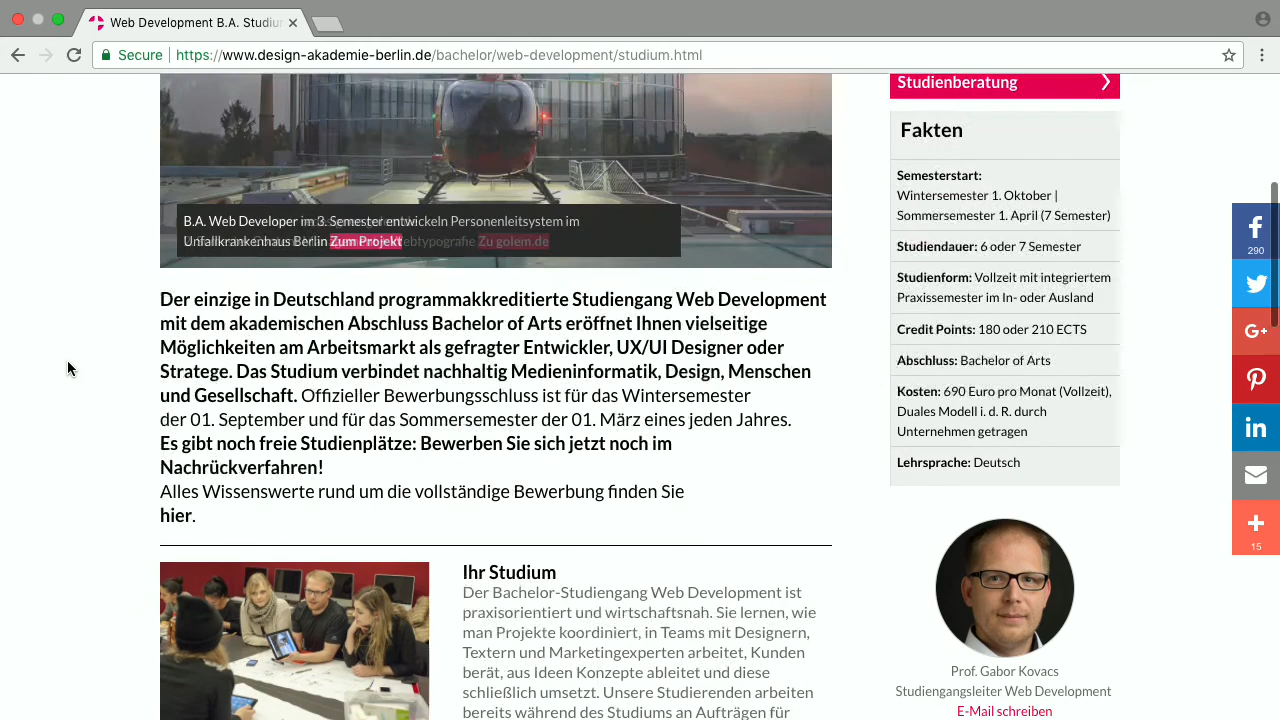 Web Development B.A. Studiu
Secure
https://www.design-akademie-berlin.de/bachelor/web-development/studium.html
B.A. Web Developer im 3. Semester entwickeln Personenleitsystem im
Unfallkrankenhaus Berlin Zum Projekt
Zu golem.de
Der einzige in Deutschland programmakkreditierte Studiengang Web Development
mit dem akademischen Abschluss Bachelor of Arts eröffnet Ihnen vielseitige
Möglichkeiten am Arbeitsmarkt als gefragter Entwickler, UX/UI Designer oder
Stratege. Das Studium verbindet nachhaltig Medieninformatik, Design, Menschen
und Gesellschaft. Offizieller Bewerbungsschluss ist für das Wintersemester
der 01. September und für das Sommersemester der 01. März eines jeden Jahres.
Es gibt noch freie Studienplätze: Bewerben Sie sich jetzt noch im
Nachrückverfahren!
Alles Wissenswerte rund um die vollständige Bewerbung finden Sie
hier.
Ihr Studium
Der Bachelor-Studiengang Web Development ist
praxisorientiert und wirtschaftsnah. Sie lernen, wie
man Projekte koordiniert, in Teams mit Designern,
Textern und Marketingexperten arbeitet, Kunden
berät, aus Ideen Konzepte ableitet und diese
schließlich umsetzt. Unsere Studierenden arbeiten
bereits während des Studiums an Aufträgen für
Studienberatung
Fakten
Semesterstart:
Wintersemester 1. Oktober |
Sommersemester 1. April (7 Semester)
Studiendauer: 6 oder 7 Semester
Studienform: Vollzeit mit integriertem
Praxissemester im In- oder Ausland
Credit Points: 180 oder 210 ECTS
Abschluss: Bachelor of Arts
Kosten: 690 Euro pro Monat (Vollzeit),
Duales Modell i. d. R. durch
Unternehmen getragen
Lehrsprache: Deutsch
Prof. Gabor Kovacs
Studiengangsleiter Web Development
E-Mail schreiben
290
15